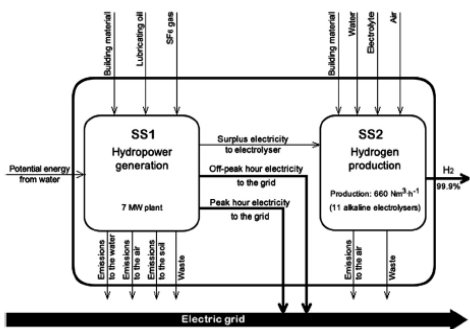 Building material
Lubricating oil
SF6 gas
Building material
Water
Electrolyte
Air
SS1
Hydropower
generation
7 MW plant
Surplus electricity
to electrolyser
Off-peak hour electricity
to the grid
Peak hour electricity
to the grid
SS2
Hydrogen
production
Production: 660 Nm³·h⁻¹
(11 alkaline electrolysers)
Potential energy
from water
H2
99.9%
Emissions
to the water
Emissions
to the air
Emissions
to the soil
Waste
Emissions
to the air
Waste
Electric grid